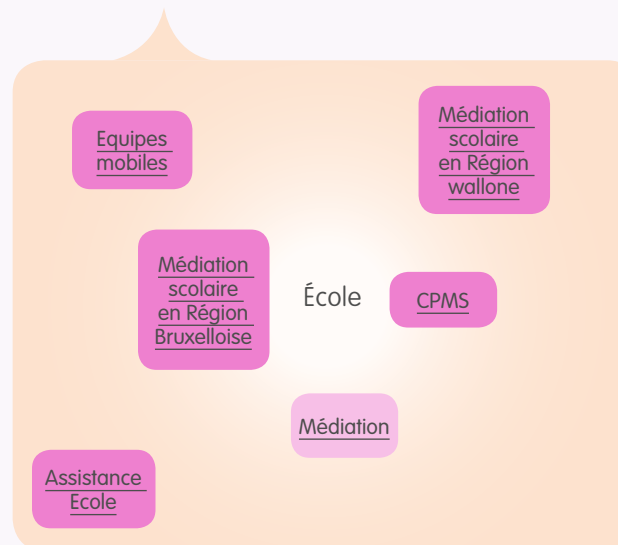 Equipes
mobiles
Médiation
scolaire
en Région
wallone
Médiation
scolaire
en Région
Bruxelloise
École
CPMS
Médiation
Assistance
Ecole